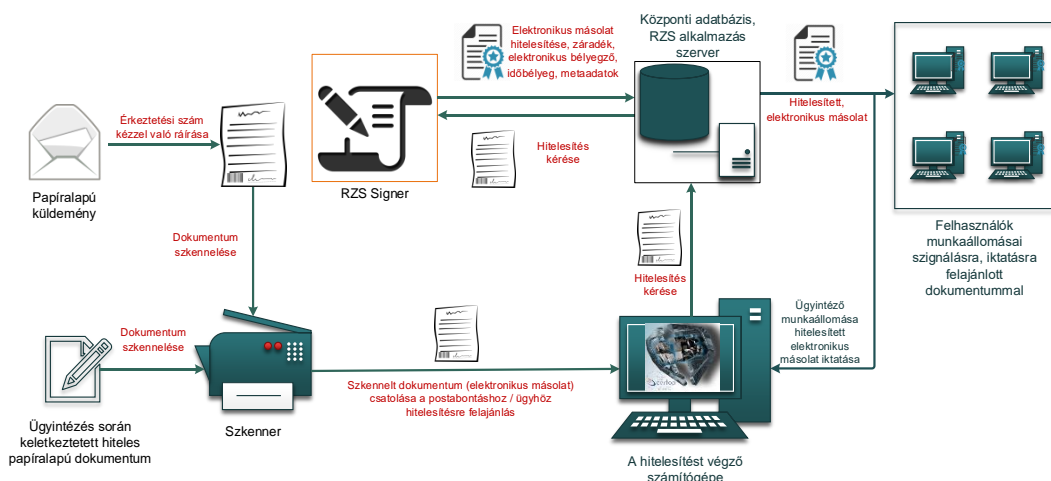 Elektronikus másolat
hitelesítése, záradék,
elektronikus bélyegző,
időbélyeg, metaadatok
Központi adatbázis,
RZS alkalmazás
szerver
Érkeztetési szám
kézzel való ráírása
Hitelesített,
elektronikus másolat
Hitelesítés
kérése
Papíralapú
küldemény
RZS Signer
Felhasználók
munkaállomásai
szignálásra, iktatásra
felajánlott
dokumentummal
Dokumentum
szkennelése
Hitelesítés
kérése
Ügyintéző
munkaállomása
hitelesített
elektronikus
másolat iktatása
Dokumentum
szkennelése
Szkennelt dokumentum (elektronikus másolat)
csatolása a postabontáshoz / ügyhöz
hitelesítésre felajánlás
Ügyintézés során
keletkeztetett hiteles
papíralapú dokumentum
Szkenner
A hitelesítést végző
számítógépe